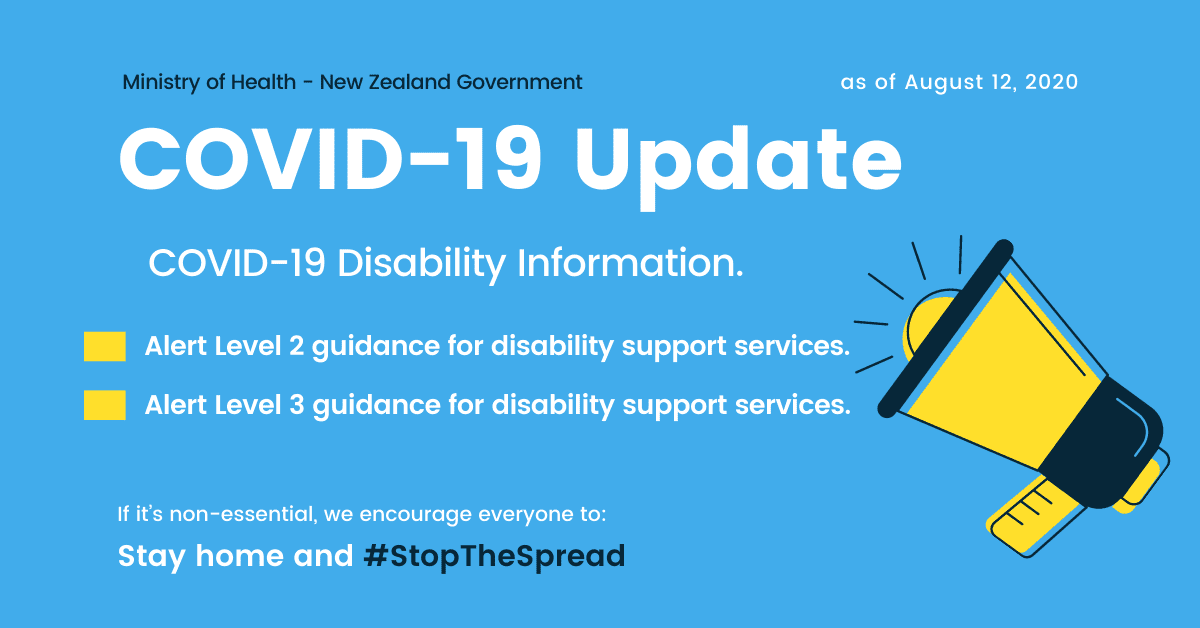 Ministry of Health - New Zealand Government
as of August 12, 2020
COVID-19 Update
COVID-19 Disability Information.
Alert Level 2 guidance for disability support services.
Alert Level 3 guidance for disability support services.
If it's non-essential, we encourage everyone to:
Stay home and #StopTheSpread